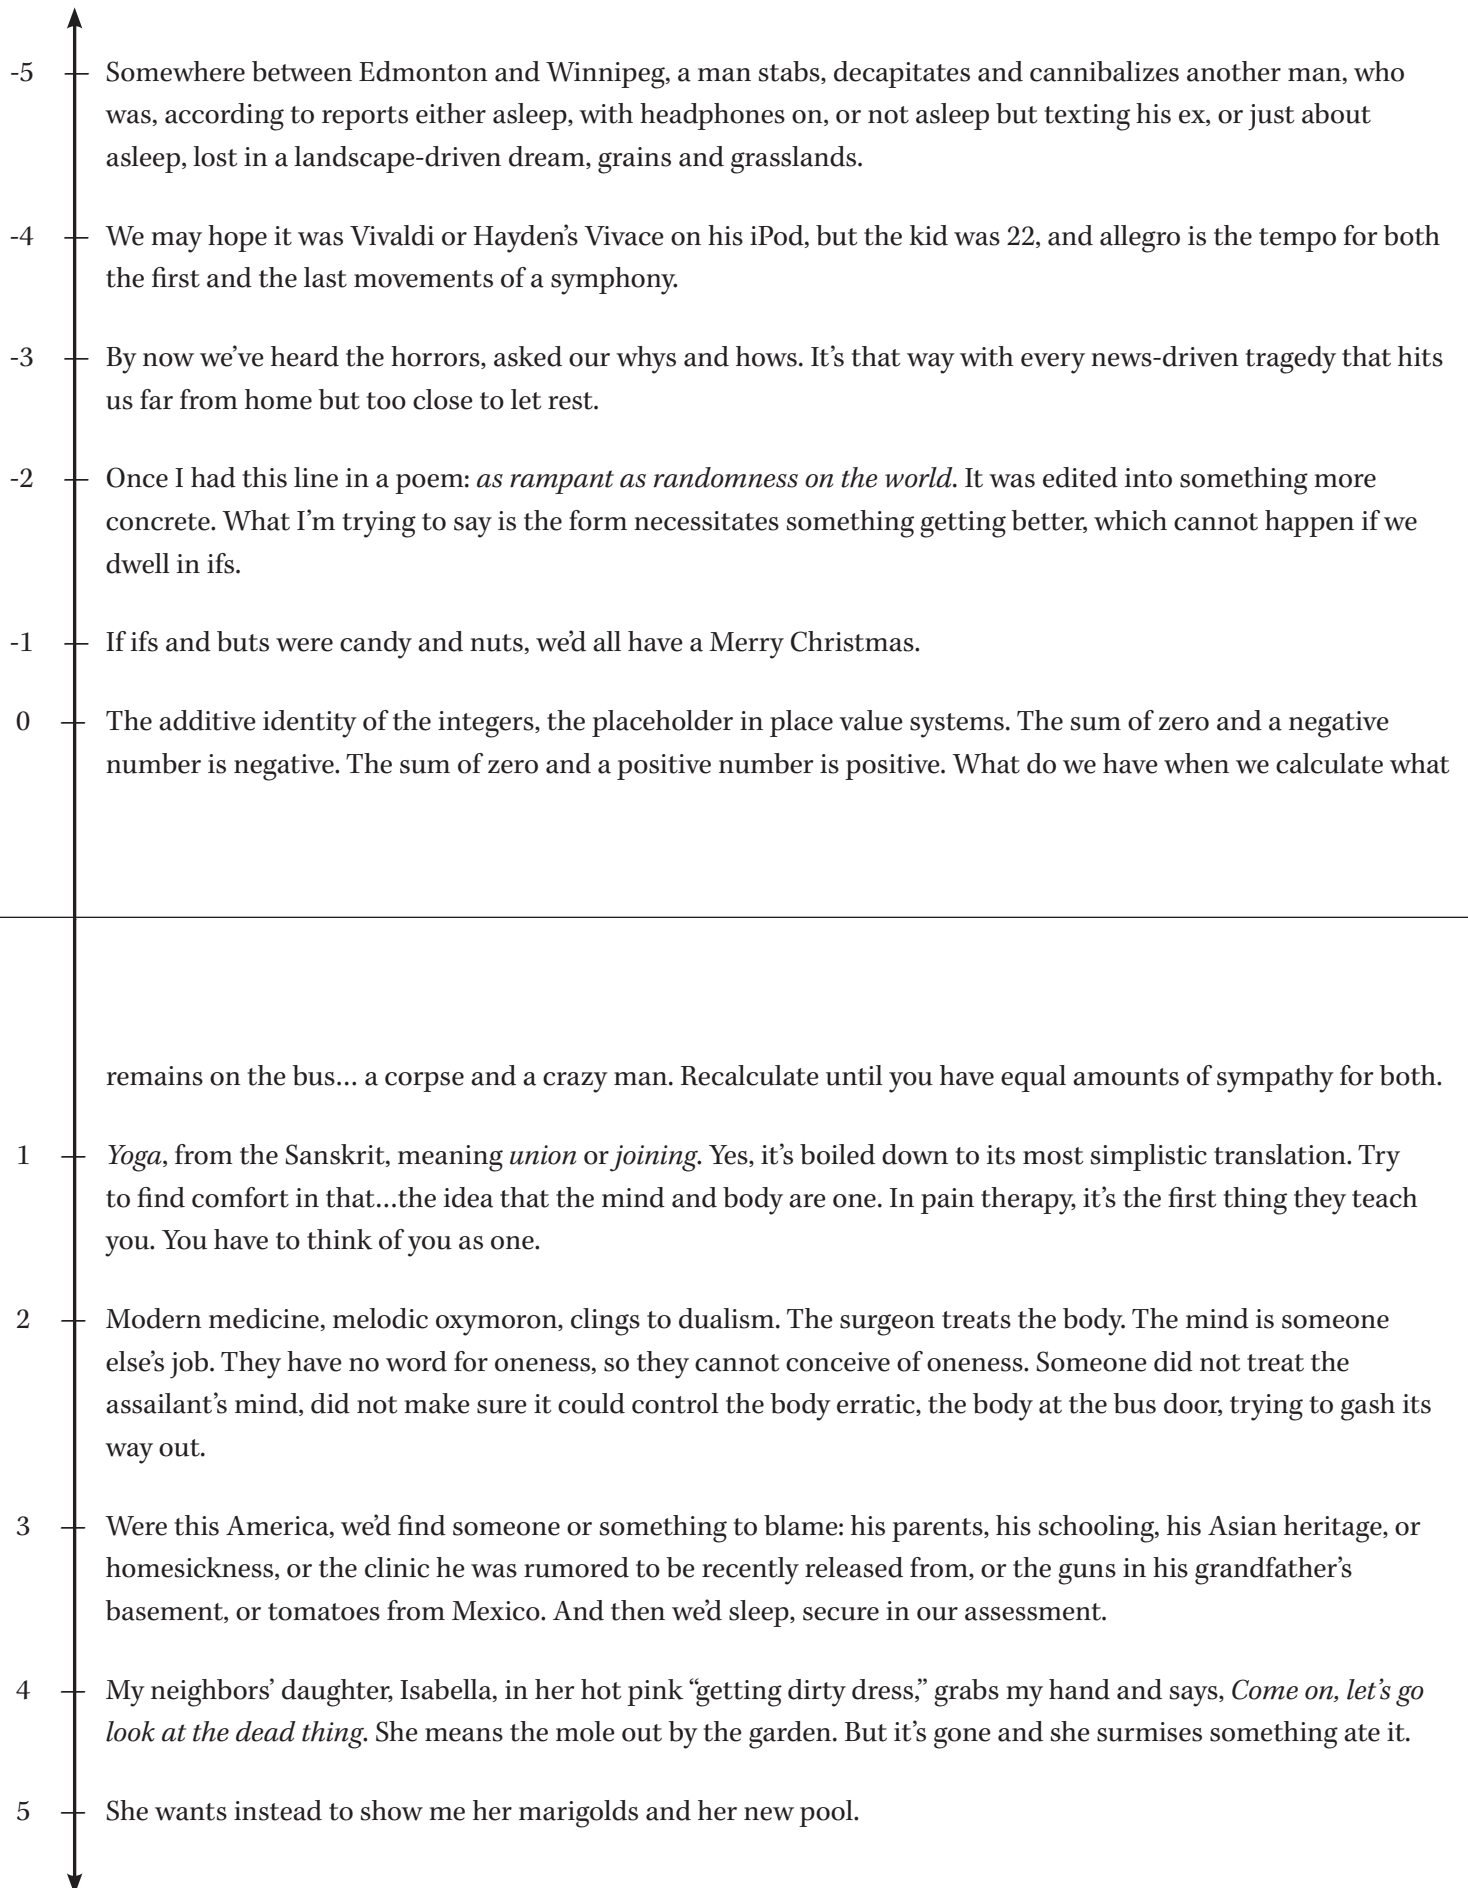 -5 Somewhere between Edmonton and Winnipeg, a man stabs, decapitates and cannibalizes another man, who
was, according to reports either asleep, with headphones on, or not asleep but texting his ex, or just about
asleep, lost in a landscape-driven dream, grains and grasslands.
-4 We may hope it was Vivaldi or Hayden’s Vivace on his iPod, but the kid was 22, and allegro is the tempo for both
the first and the last movements of a symphony.
-3 By now we’ve heard the horrors, asked our whys and hows. It’s that way with every news-driven tragedy that hits
us far from home but too close to let rest.
-2 Once I had this line in a poem: as rampant as randomness on the world. It was edited into something more
concrete. What I’m trying to say is the form necessitates something getting better, which cannot happen if we
dwell in ifs.
-1 If ifs and buts were candy and nuts, we’d all have a Merry Christmas.
0 The additive identity of the integers, the placeholder in place value systems. The sum of zero and a negative
number is negative. The sum of zero and a positive number is positive. What do we have when we calculate what
remains on the bus… a corpse and a crazy man. Recalculate until you have equal amounts of sympathy for both.
1 Yoga, from the Sanskrit, meaning union or joining. Yes, it’s boiled down to its most simplistic translation. Try
to find comfort in that…the idea that the mind and body are one. In pain therapy, it’s the first thing they teach
you. You have to think of you as one.
2 Modern medicine, melodic oxymoron, clings to dualism. The surgeon treats the body. The mind is someone
else’s job. They have no word for oneness, so they cannot conceive of oneness. Someone did not treat the
assailant’s mind, did not make sure it could control the body erratic, the body at the bus door, trying to gash its
way out.
3 Were this America, we’d find someone or something to blame: his parents, his schooling, his Asian heritage, or
homesickness, or the clinic he was rumored to be recently released from, or the guns in his grandfather’s
basement, or tomatoes from Mexico. And then we’d sleep, secure in our assessment.
4 My neighbors’ daughter, Isabella, in her hot pink “getting dirty dress,” grabs my hand and says, Come on, let’s go
look at the dead thing. She means the mole out by the garden. But it’s gone and she surmises something ate it.
5 She wants instead to show me her marigolds and her new pool.